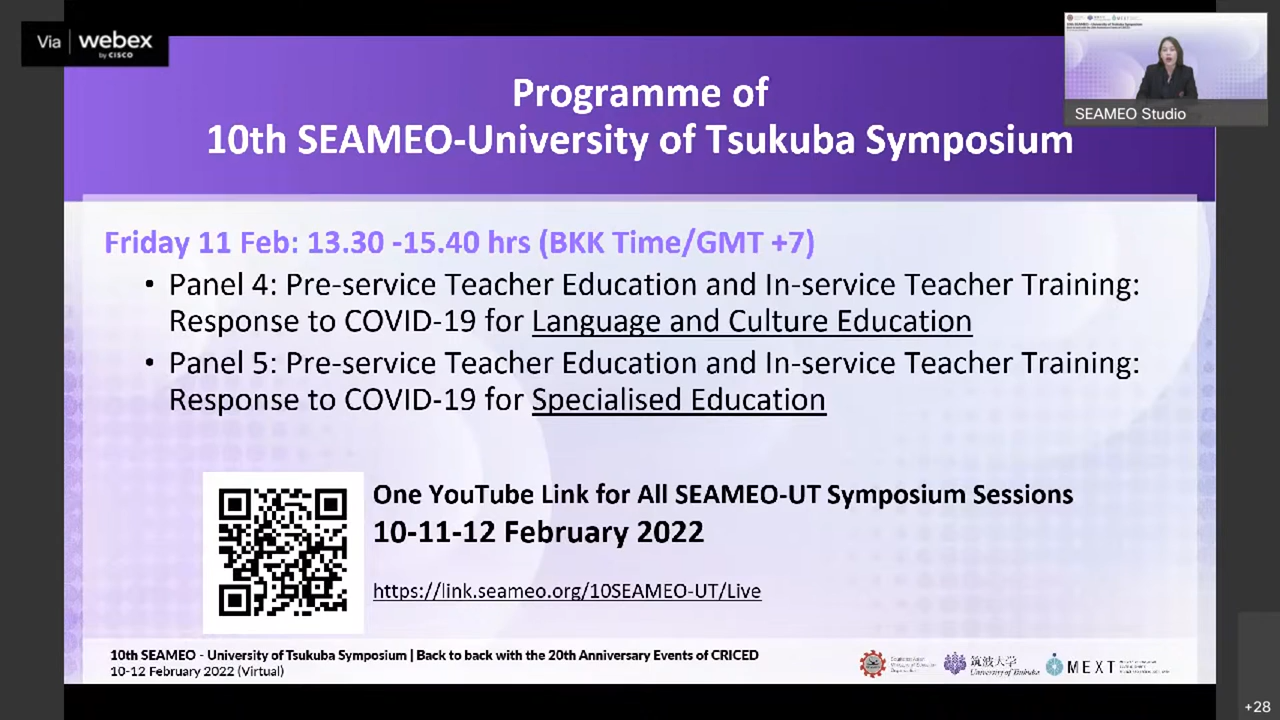 Via webex
by CISCO
SEAMEO Studio
Programme of
10th SEAMEO-University of Tsukuba Symposium
Friday 11 Feb: 13.30 -15.40 hrs (BKK Time/GMT +7)
• Panel 4: Pre-service Teacher Education and In-service Teacher Training:
Response to COVID-19 for Language and Culture Education
• Panel 5: Pre-service Teacher Education and In-service Teacher Training:
Response to COVID-19 for Specialised Education
One YouTube Link for All SEAMEO-UT Symposium Sessions
10-11-12 February 2022
https://link.seameo.org/10SEAMEO-UT/Live
10th SEAMEO - University of Tsukuba Symposium | Back to back with the 20th Anniversary Events of CRICED
10-12 February 2022 (Virtual)
筑波大学
University of Tsukuba
MEXT
+28